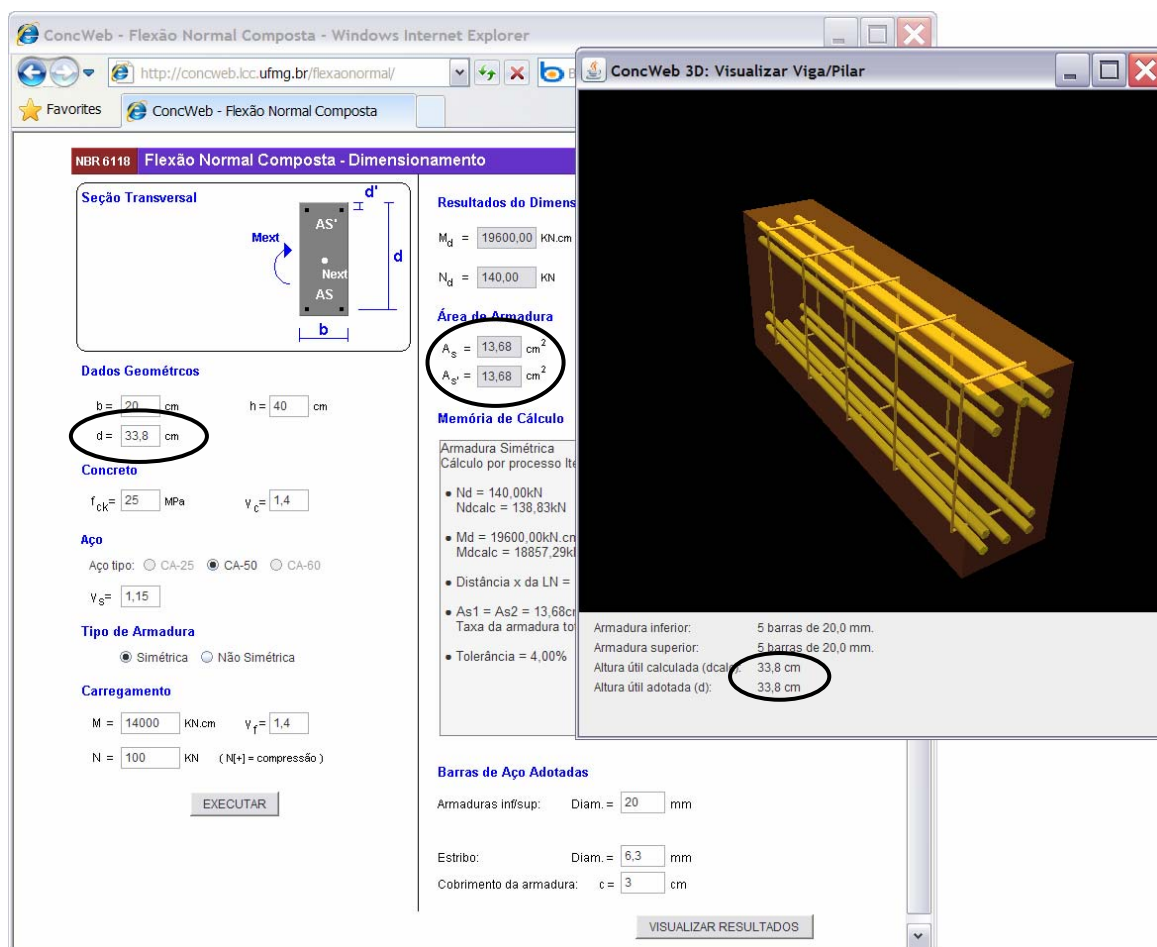 ConcWeb - Flexão Normal Composta - Windows Internet Explorer
http://concweb.lcc.ufmg.br/flexaonormal/
Favorites
ConcWeb - Flexão Normal Composta
NBR 6118 Flexão Normal Composta - Dimensionamento
Seção Transversal
d'
AS'
Mext
d
Next
AS
b
Dados Geométrcos
b = 20 cm h = 40 cm
d = 33,8 cm
Concreto
fck= 25 MPa γc= 1,4
Aço
Aço tipo: CA-25 CA-50 CA-60
γs= 1,15
Tipo de Armadura
Simétrica Não Simétrica
Carregamento
M = 14000 KN.cm γf= 1,4
N = 100 KN ( N[+] = compressão )
EXECUTAR
Resultados do Dimens
Md = 19600,00 KN.cm
Nd = 140,00 KN
Área de Armadura
As = 13,68 cm2
As' = 13,68 cm2
Memória de Cálculo
Armadura Simétrica
Cálculo por processo Ite
• Nd = 140,00kN
Ndcalc = 138,83kN
• Md = 19600,00kN.cm
Mdcalc = 18857,29k
• Distância x da LN =
• As1 = As2 = 13,68c
Taxa da armadura to
• Tolerância = 4,00%
Barras de Aço Adotadas
Armaduras inf/sup: Diam. = 20 mm
Estribo: Diam. = 6,3 mm
Cobrimento da armadura: c = 3 cm
VISUALIZAR RESULTADOS
ConcWeb 3D: Visualizar Viga/Pilar
Armadura inferior: 5 barras de 20,0 mm.
Armadura superior: 5 barras de 20,0 mm.
Altura útil calculada (dcalc): 33,8 cm
Altura útil adotada (d): 33,8 cm